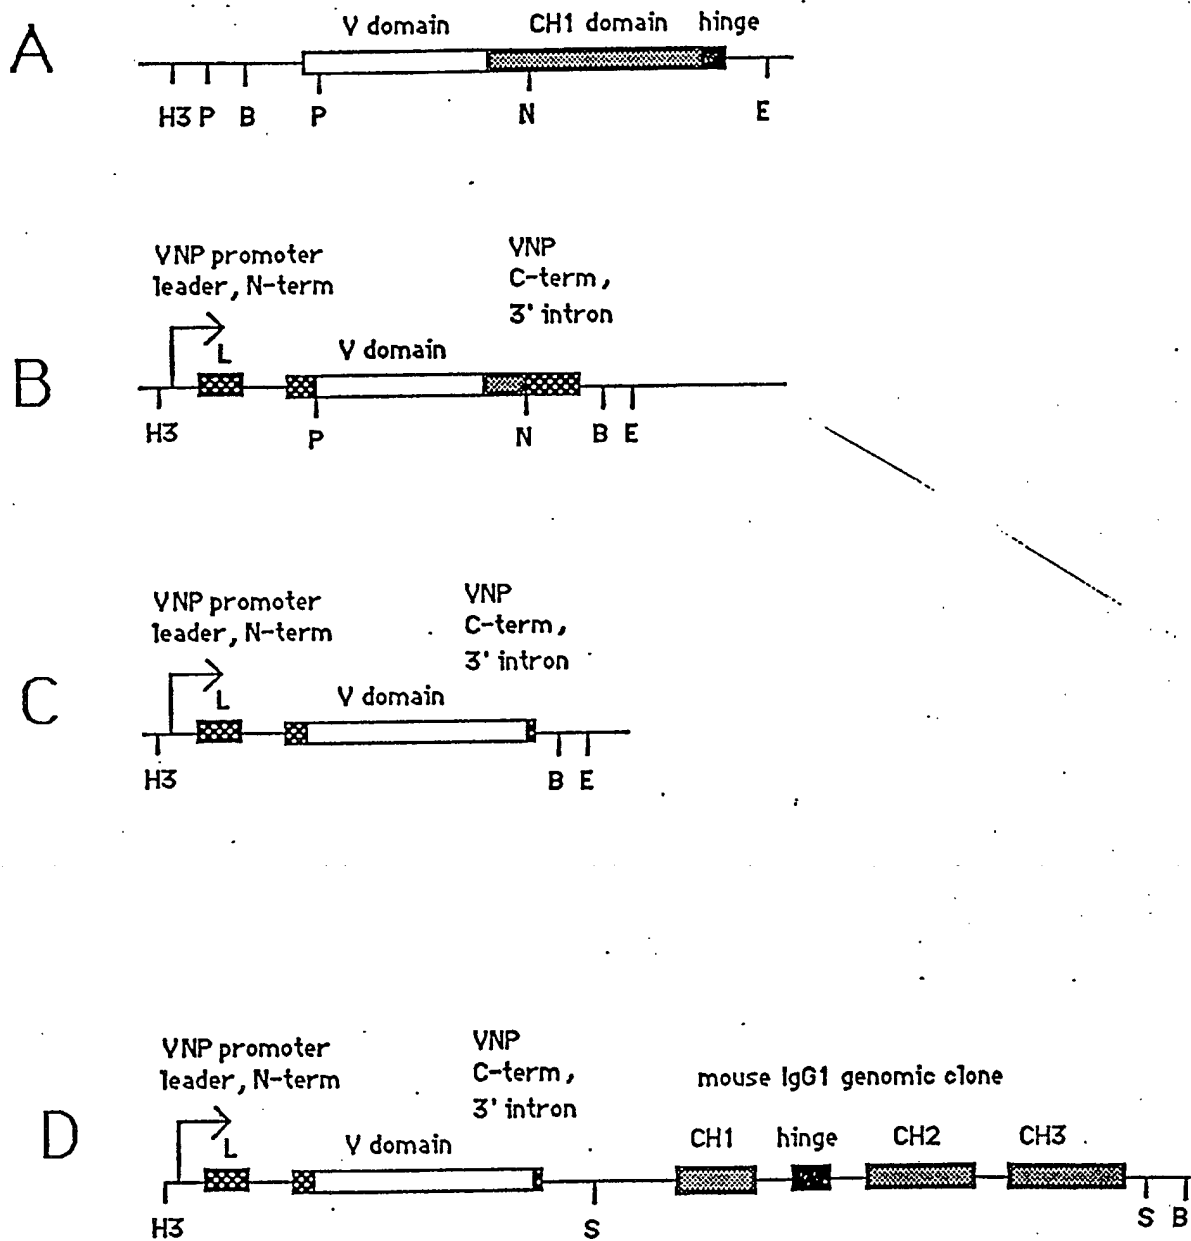 A
V domain CH1 domain hinge
H3 P B P N E
VNP promoter
leader, N-term
VNP
C-term,
3' intron
B
L
V domain
H3 P N B E
VNP promoter
leader, N-term
VNP
C-term,
3' intron
C
L
V domain
H3 B E
VNP promoter
leader, N-term
VNP
C-term,
3' intron
mouse IgG1 genomic clone
D
L
V domain
CH1 hinge CH2 CH3
H3 S S B